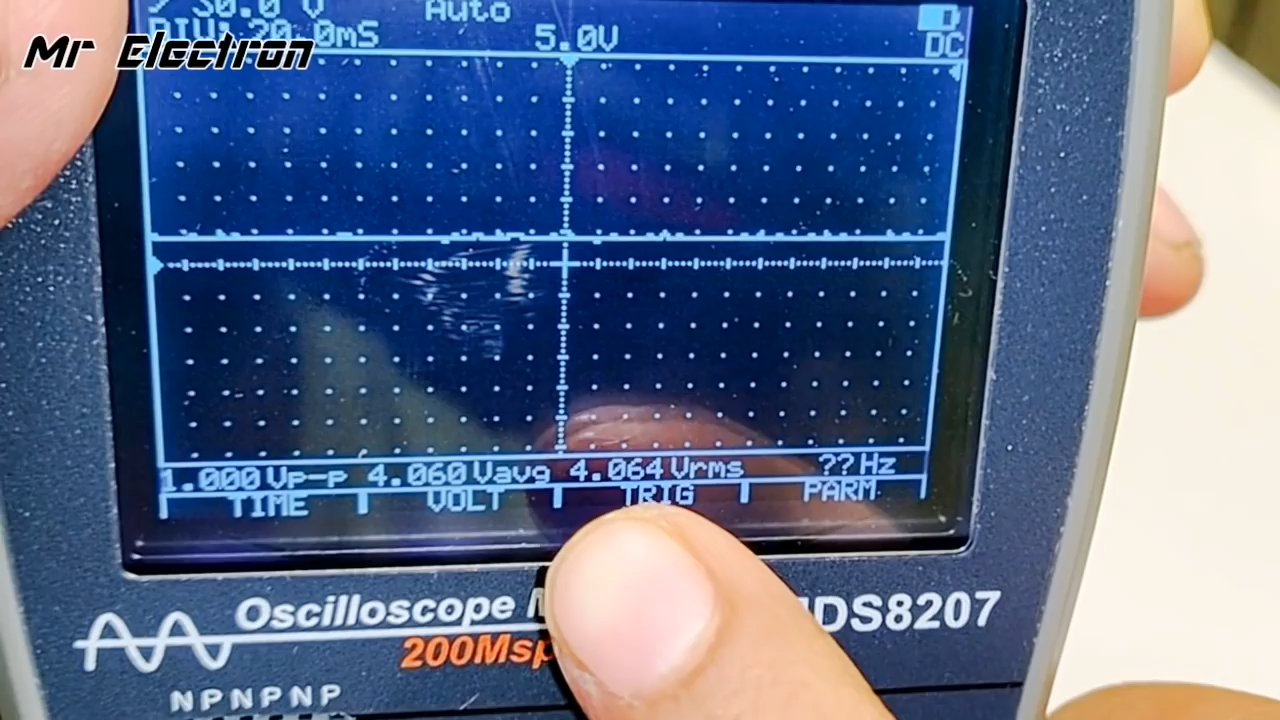 30.0 V Auto
Mr Electron
DIV: 20.0mS 5.0V DC
1.000Vp-p 4.060Vavg 4.064Vrms ??Hz
TIME VOLT TRIG PARM
Oscilloscope DS8207
200Msp
NPNPNP